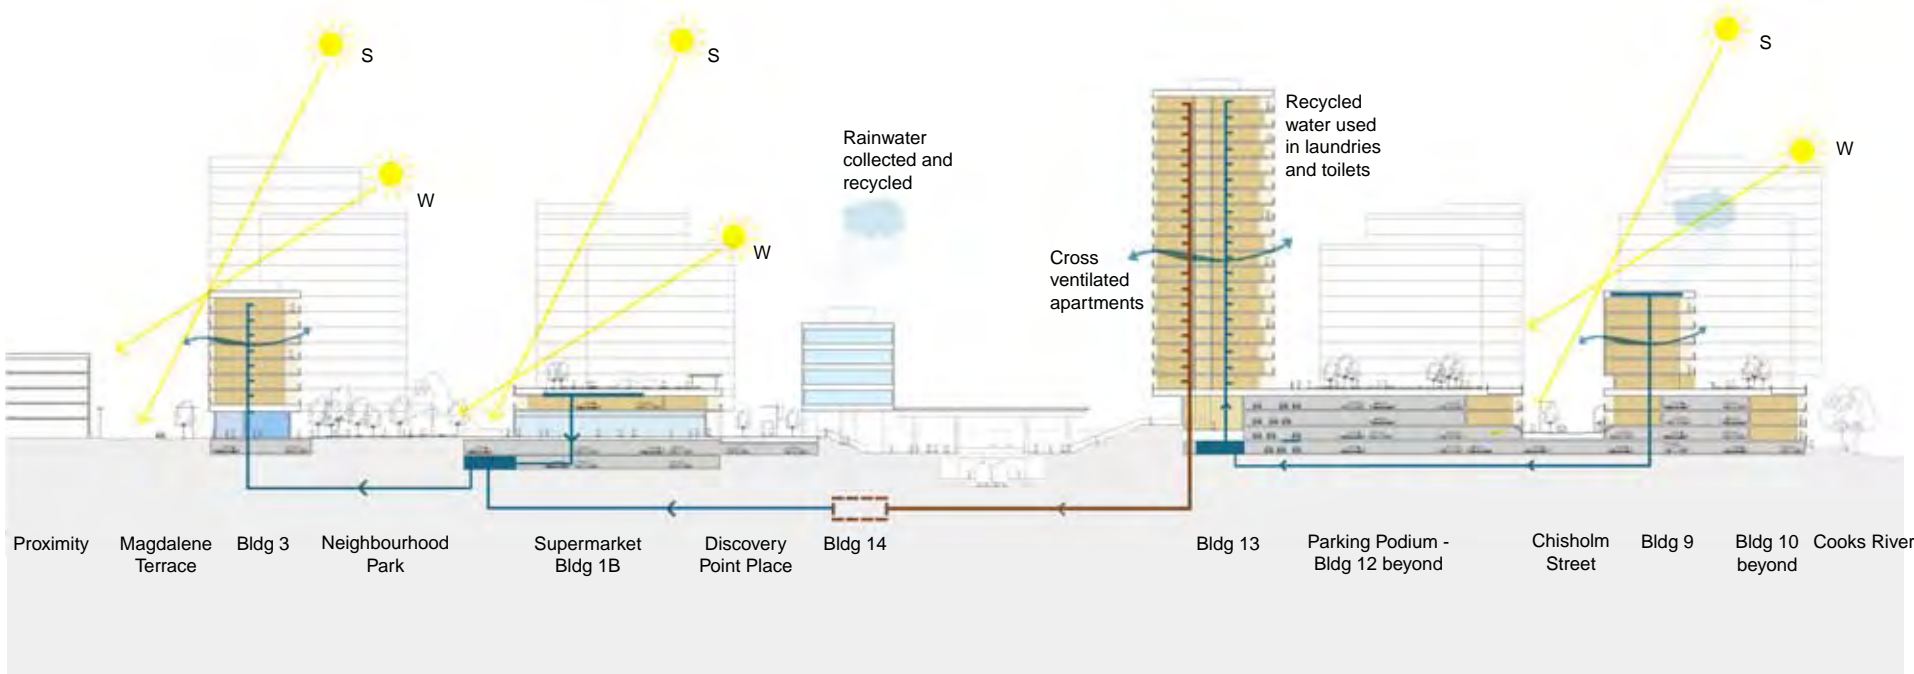 S
S
S
W
W
W
Rainwater
collected and
recycled
Recycled
water used
in laundries
and toilets
Cross
ventilated
apartments
Proximity
Magdalene
Terrace
Bldg 3
Neighbourhood
Park
Supermarket
Bldg 1B
Discovery
Point Place
Bldg 14
Bldg 13
Parking Podium -
Bldg 12 beyond
Chisholm
Street
Bldg 9
Bldg 10
beyond
Cooks River